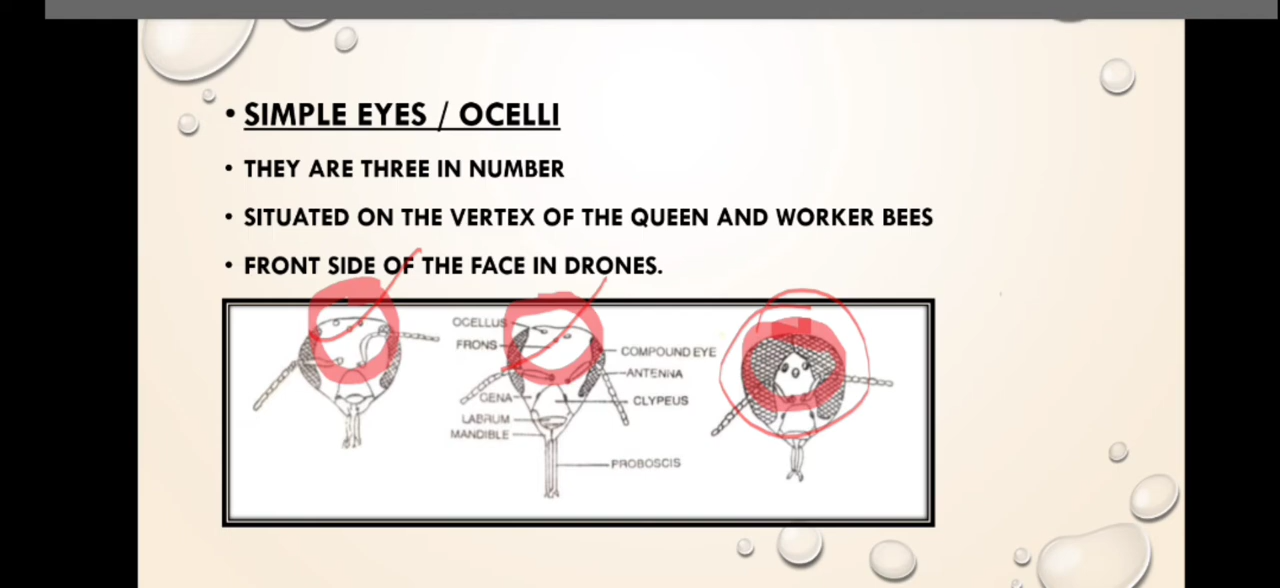 • SIMPLE EYES / OCELLI
• THEY ARE THREE IN NUMBER
• SITUATED ON THE VERTEX OF THE QUEEN AND WORKER BEES
• FRONT SIDE OF THE FACE IN DRONES.
OCELLUS
FRONS
COMPOUND EYE
ANTENNA
GENA
CLYPEUS
LABRUM
MANDIBLE
PROBOSCIS